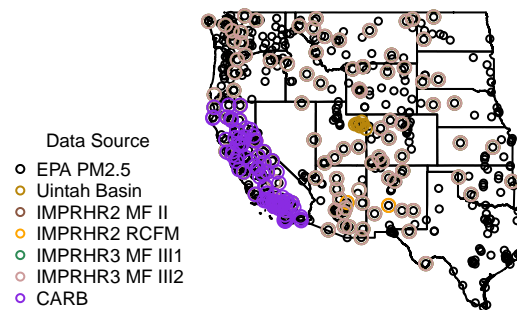 Data Source
EPA PM2.5
Uintah Basin
IMPRHR2 MF II
IMPRHR2 RCFM
IMPRHR3 MF III1
IMPRHR3 MF III2
CARB